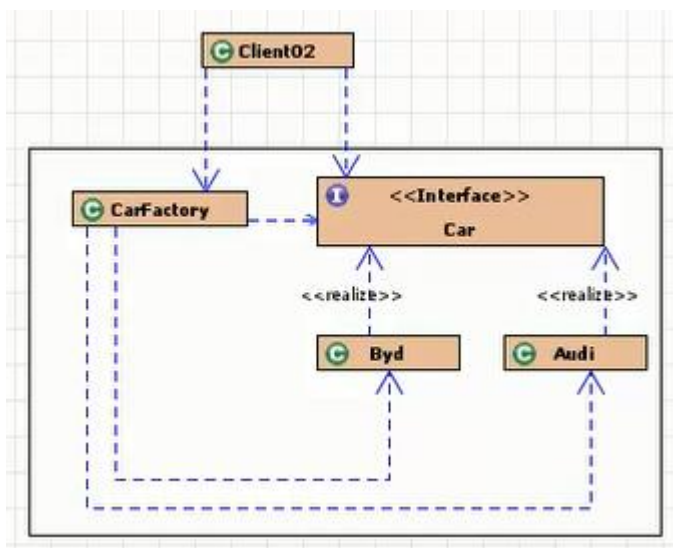 Client02
CarFactory
<<Interface>>
Car
<<realize>>
<<realize>>
Byd
Audi